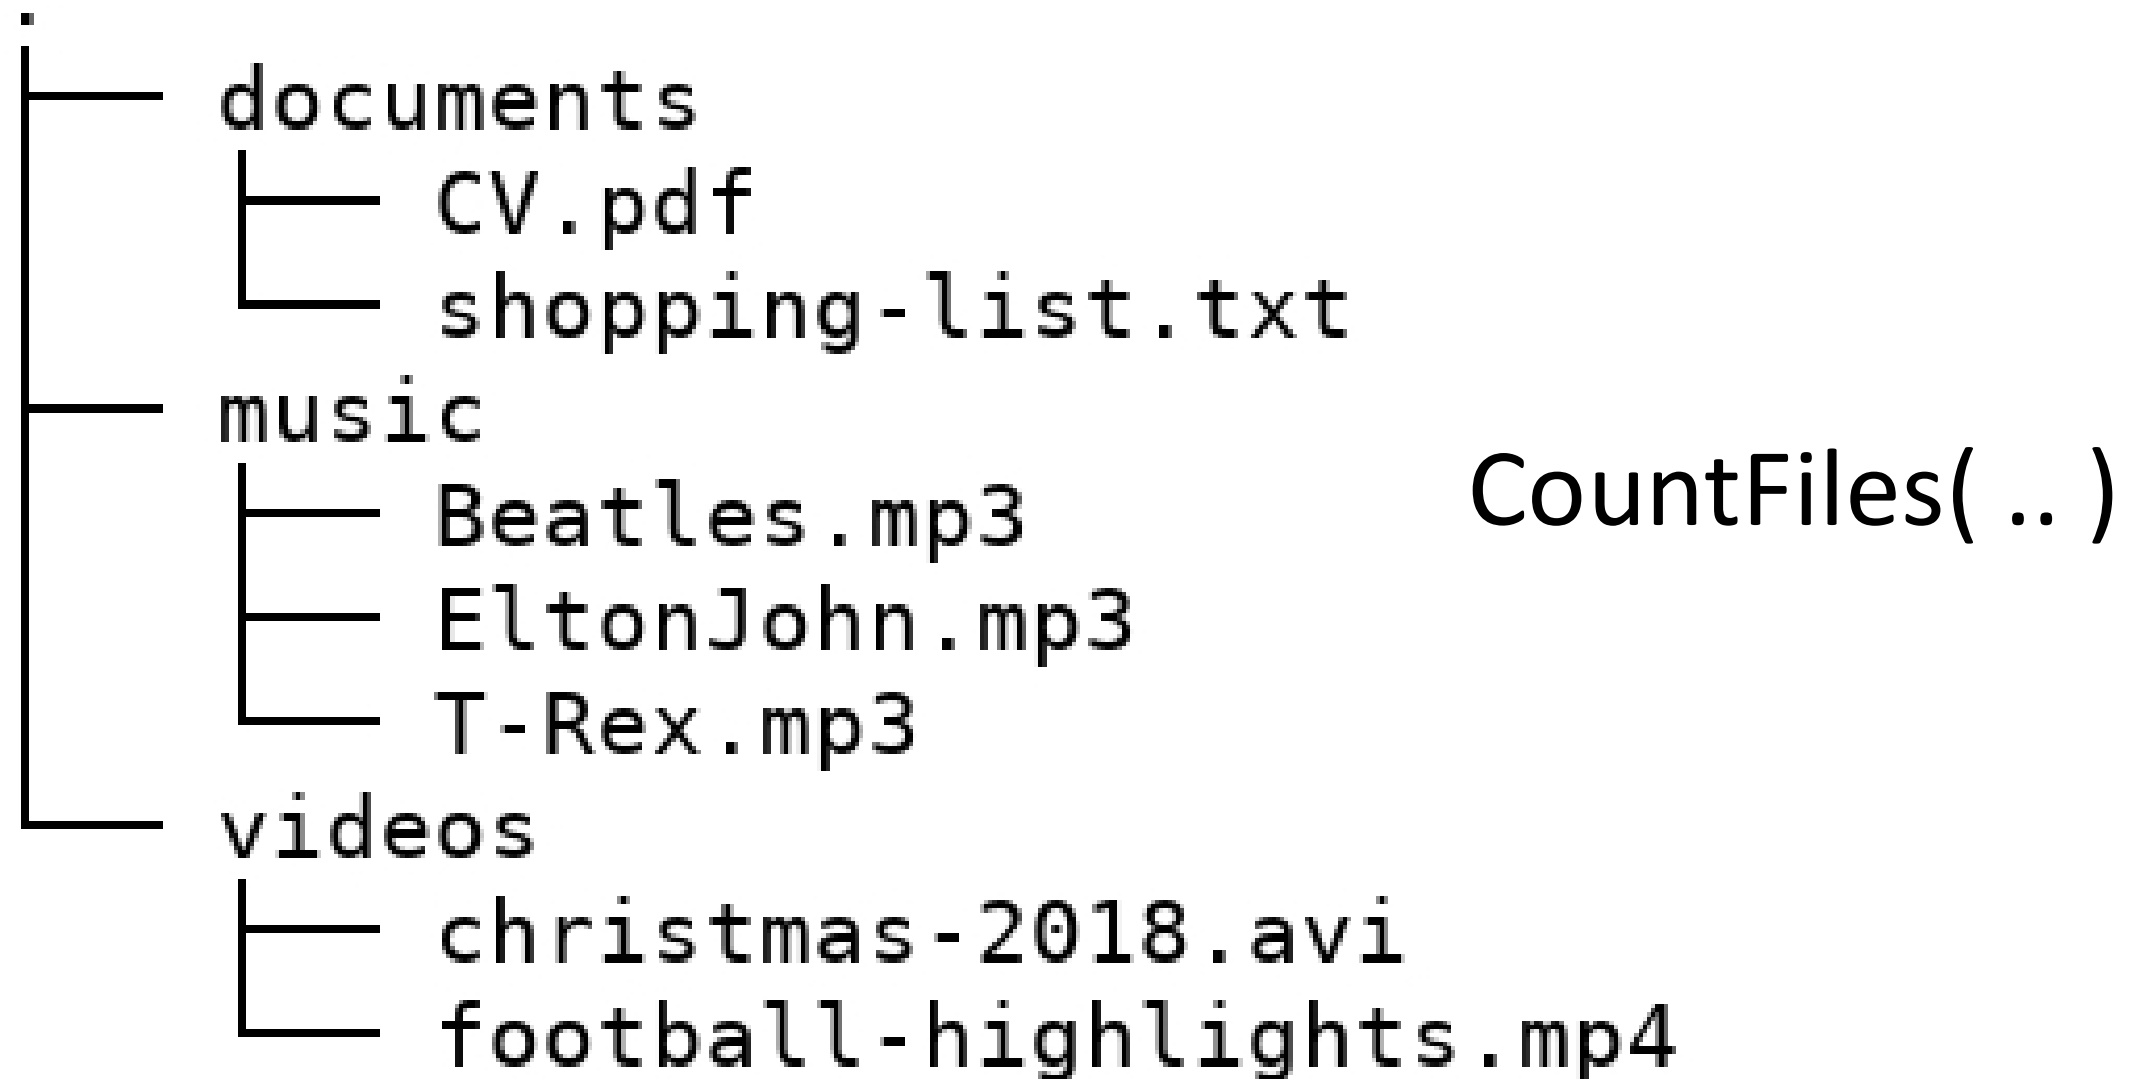 .
documents
CV.pdf
shopping-list.txt
music
Beatles.mp3
EltonJohn.mp3
T-Rex.mp3
videos
christmas-2018.avi
football-highlights.mp4
CountFiles( .. )